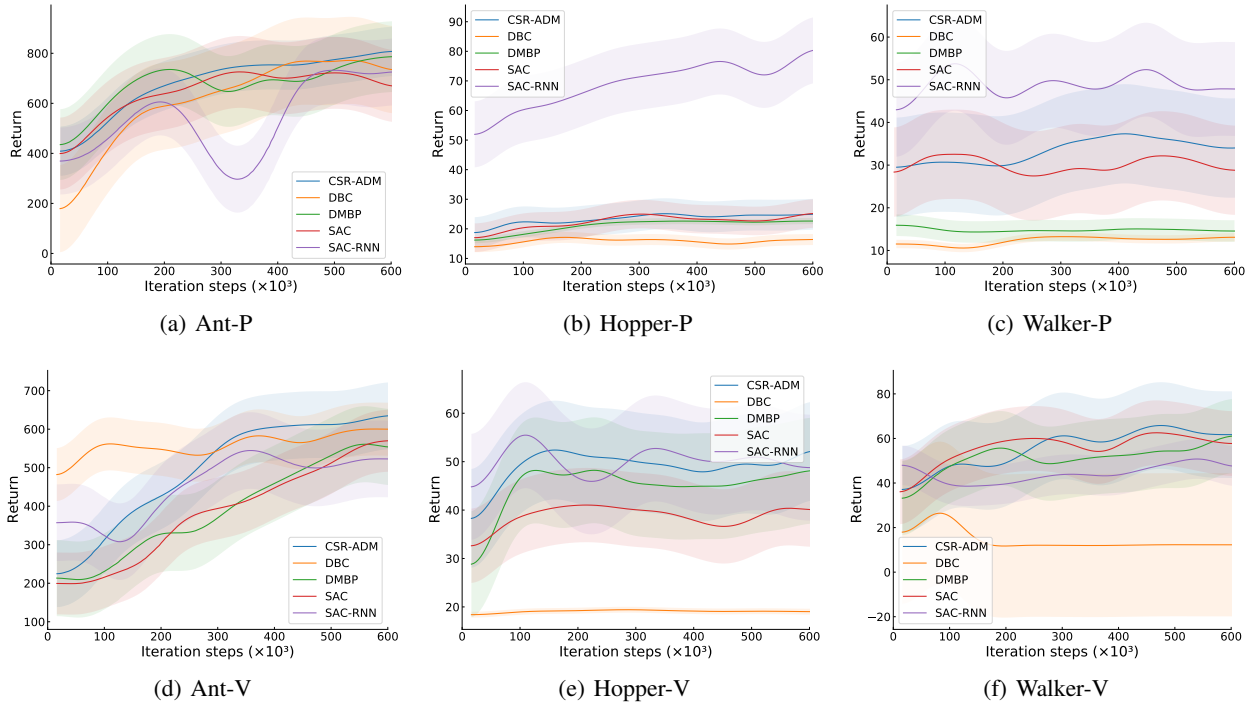 800
600
400
200
0
Return
CSR-ADM
DBC
DMBP
SAC
SAC-RNN
0 100 200 300 400 500 600
Iteration steps (×10³)
(a) Ant-P
90
80
70
60
50
40
30
20
10
Return
CSR-ADM
DBC
DMBP
SAC
SAC-RNN
0 100 200 300 400 500 600
Iteration steps (×10³)
(b) Hopper-P
60
50
40
30
20
10
Return
CSR-ADM
DBC
DMBP
SAC
SAC-RNN
0 100 200 300 400 500 600
Iteration steps (×10³)
(c) Walker-P
700
600
500
400
300
200
100
Return
CSR-ADM
DBC
DMBP
SAC
SAC-RNN
0 100 200 300 400 500 600
Iteration steps (×10³)
(d) Ant-V
60
50
40
30
20
Return
CSR-ADM
DBC
DMBP
SAC
SAC-RNN
0 100 200 300 400 500 600
Iteration steps (×10³)
(e) Hopper-V
80
60
40
20
0
−20
Return
CSR-ADM
DBC
DMBP
SAC
SAC-RNN
0 100 200 300 400 500 600
Iteration steps (×10³)
(f) Walker-V